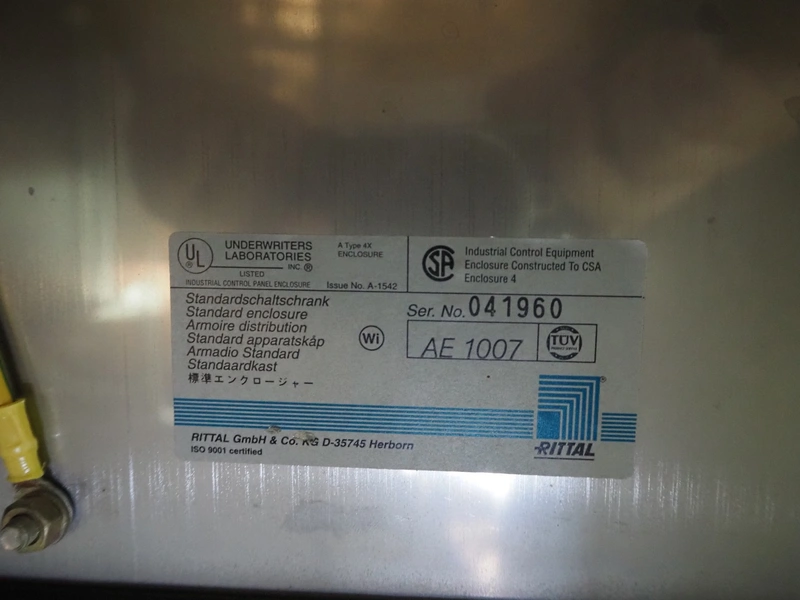 UL
®
UNDERWRITERS
LABORATORIES
INC. ®
LISTED
INDUSTRIAL CONTROL PANEL ENCLOSURE
A Type 4X
ENCLOSURE
Issue No. A-1542
SA
Industrial Control Equipment
Enclosure Constructed To CSA
Enclosure 4
Standardschaltschrank
Standard enclosure
Armoire distribution
Standard apparatskåp
Armadio Standard
Standaardkast
標準エンクロージャー
Wi
Ser. No. 041960
AE 1007
TÜV
®
RITTAL
RITTAL GmbH & Co. KG D-35745 Herborn
ISO 9001 certified